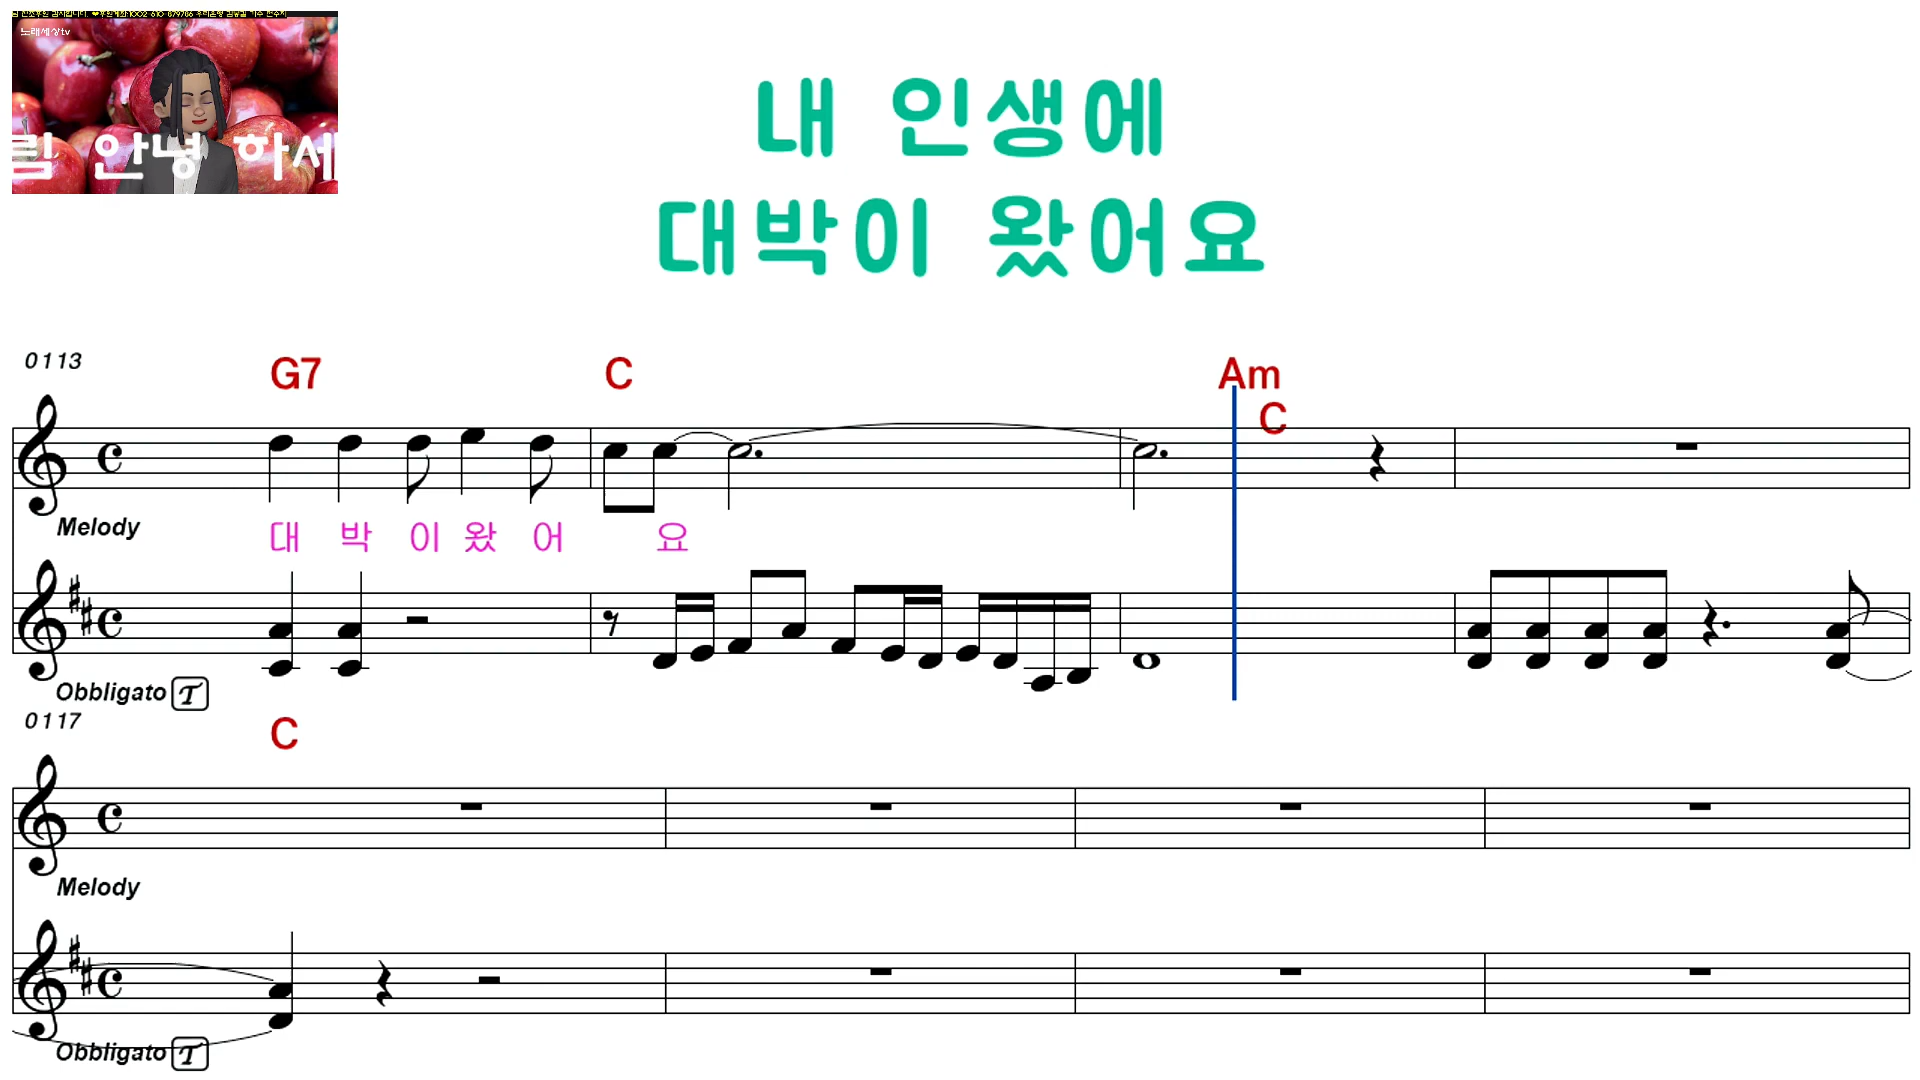 노래세상tv
림 안녕 하세
내 인생에
대박이 왔어요
0113
G7 C Am
C
Melody
대 박 이 왔 어 요
Obbligato T
0117
C
Melody
Obbligato T